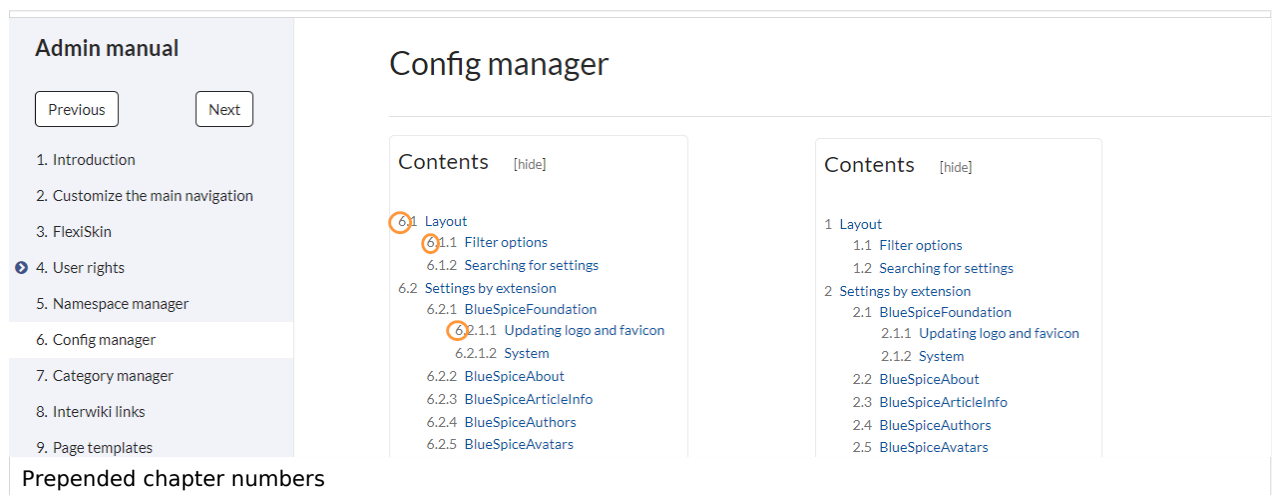 Admin manual
Previous
Next
1. Introduction
2. Customize the main navigation
3. FlexiSkin
4. User rights
5. Namespace manager
6. Config manager
7. Category manager
8. Interwiki links
9. Page templates
Config manager
Contents [hide]
6.1 Layout
6.1.1 Filter options
6.1.2 Searching for settings
6.2 Settings by extension
6.2.1 BlueSpiceFoundation
6.2.1.1 Updating logo and favicon
6.2.1.2 System
6.2.2 BlueSpiceAbout
6.2.3 BlueSpiceArticleInfo
6.2.4 BlueSpiceAuthors
6.2.5 BlueSpiceAvatars
Contents [hide]
1 Layout
1.1 Filter options
1.2 Searching for settings
2 Settings by extension
2.1 BlueSpiceFoundation
2.1.1 Updating logo and favicon
2.1.2 System
2.2 BlueSpiceAbout
2.3 BlueSpiceArticleInfo
2.4 BlueSpiceAuthors
2.5 BlueSpiceAvatars
Prepended chapter numbers